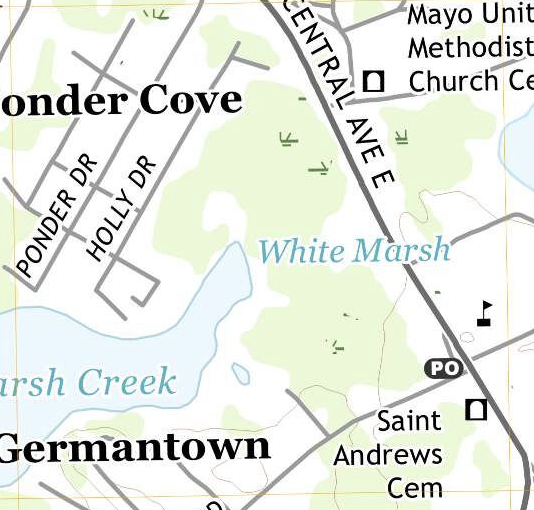 Mayo Unit
Methodist
Church Ce
CENTRAL AVE E
onder Cove
PONDER DR
HOLLY DR
White Marsh
arsh Creek
PO
Saint
Andrews
Cem
Germantown
D